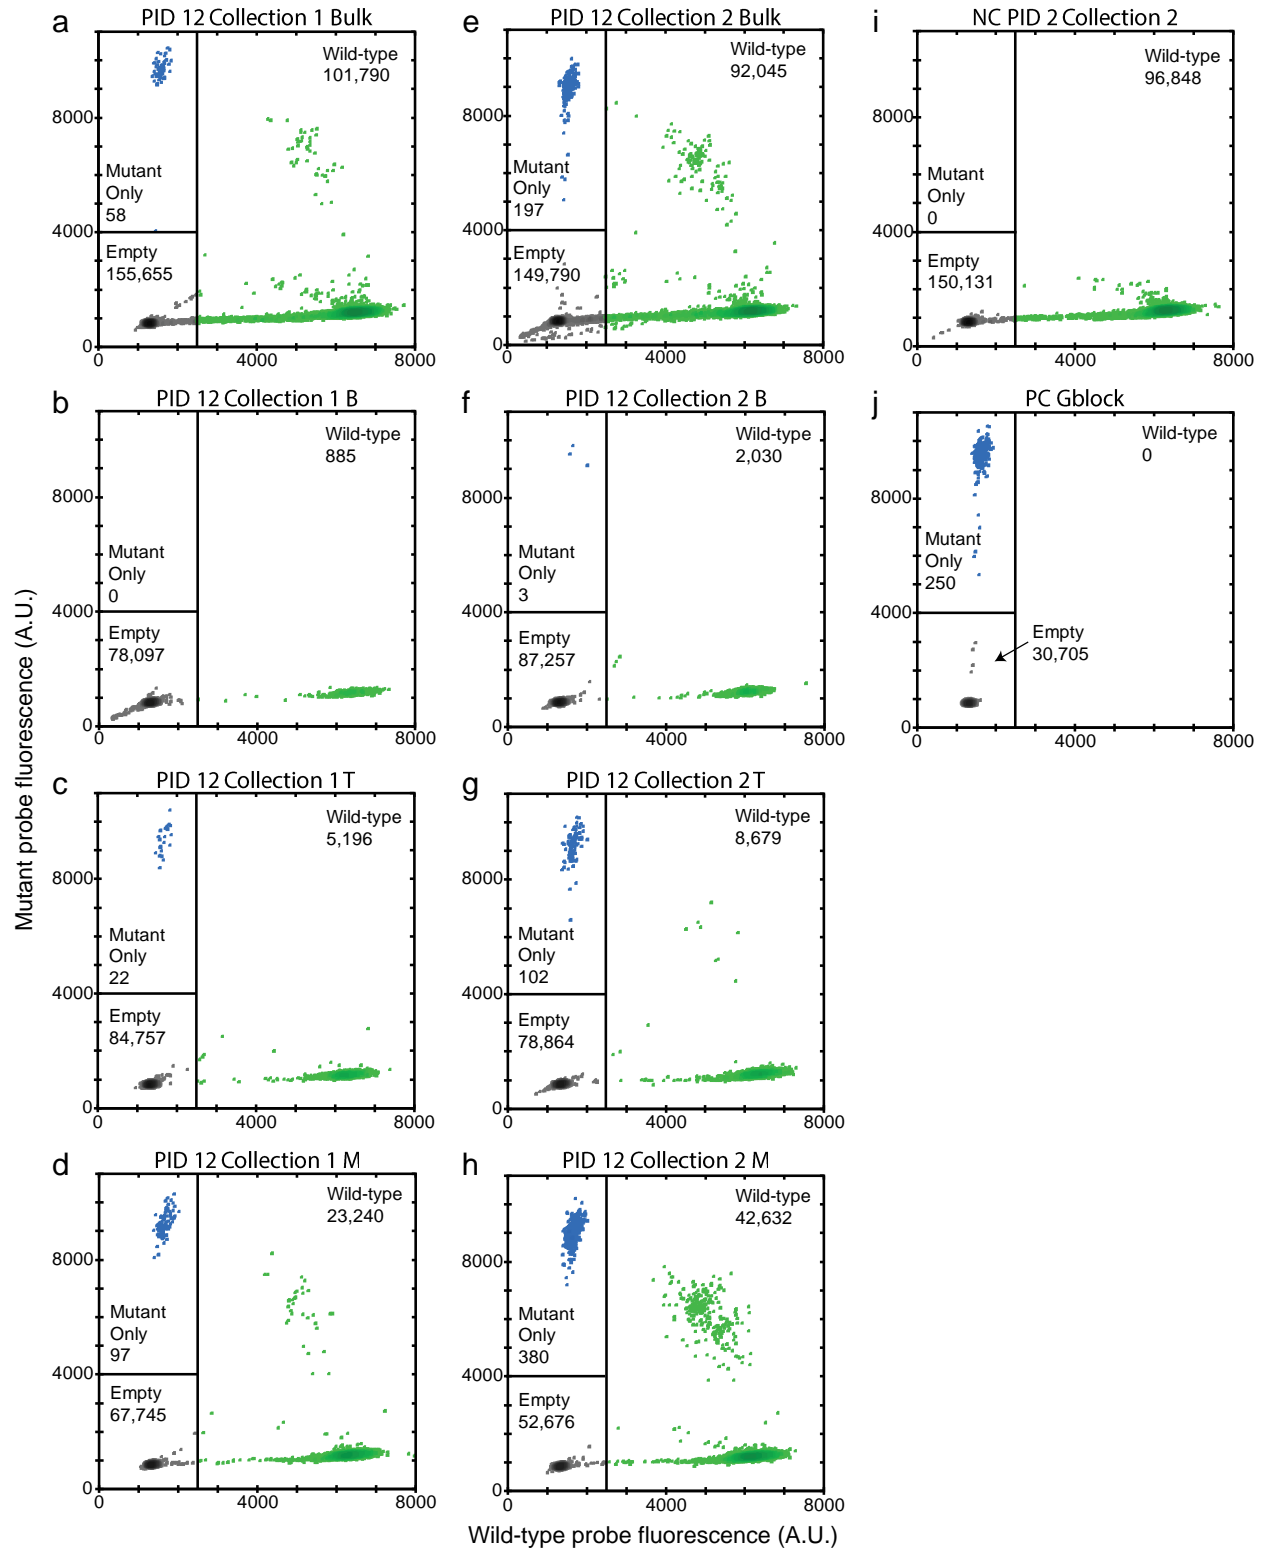 a
PID 12 Collection 1 Bulk
Wild-type
101,790
8000
Mutant
Only
58
4000
Empty
155,655
0
0
4000
8000
e
PID 12 Collection 2 Bulk
Wild-type
92,045
8000
Mutant
Only
197
4000
Empty
149,790
0
0
4000
8000
i
NC PID 2 Collection 2
Wild-type
96,848
8000
Mutant
Only
0
4000
Empty
150,131
0
0
4000
8000
b
PID 12 Collection 1 B
Wild-type
885
8000
Mutant
Only
0
4000
Empty
78,097
0
0
4000
8000
f
PID 12 Collection 2 B
Wild-type
2,030
8000
Mutant
Only
3
4000
Empty
87,257
0
0
4000
8000
j
PC Gblock
Wild-type
0
8000
Mutant
Only
250
4000
Empty
30,705
0
0
4000
8000
c
PID 12 Collection 1 T
Wild-type
5,196
8000
Mutant
Only
22
4000
Empty
84,757
0
0
4000
8000
g
PID 12 Collection 2 T
Wild-type
8,679
8000
Mutant
Only
102
4000
Empty
78,864
0
0
4000
8000
d
PID 12 Collection 1 M
Wild-type
23,240
8000
Mutant
Only
97
4000
Empty
67,745
0
0
4000
8000
h
PID 12 Collection 2 M
Wild-type
42,632
8000
Mutant
Only
380
4000
Empty
52,676
0
0
4000
8000
Mutant probe fluorescence (A.U.)
Wild-type probe fluorescence (A.U.)